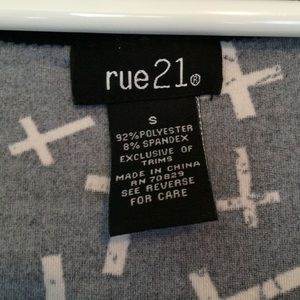 rue21®
S
92% POLYESTER
8% SPANDEX
EXCLUSIVE OF
TRIMS
MADE IN CHINA
RN 70829
SEE REVERSE
FOR CARE